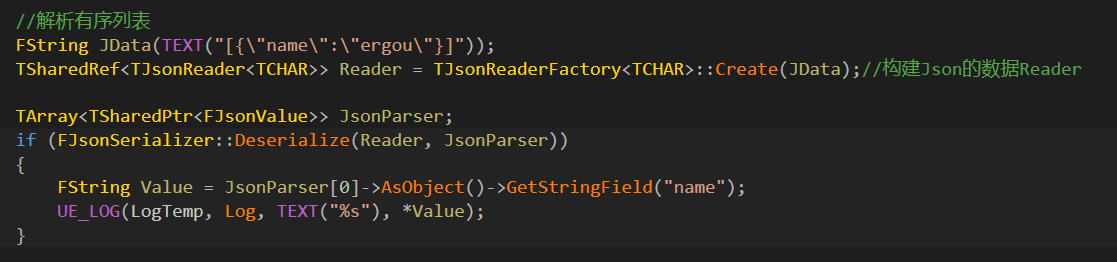 //解析有序列表
FString JData(TEXT("[{\"name\":\"ergou\"}]"));
TSharedRef<TJsonReader<TCHAR>> Reader = TJsonReaderFactory<TCHAR>::Create(JData);//构建Json的数据Reader
TArray<TSharedPtr<FJsonValue>> JsonParser;
if (FJsonSerializer::Deserialize(Reader, JsonParser))
{
    FString Value = JsonParser[0]->AsObject()->GetStringField("name");
    UE_LOG(LogTemp, Log, TEXT("%s"), *Value);
}